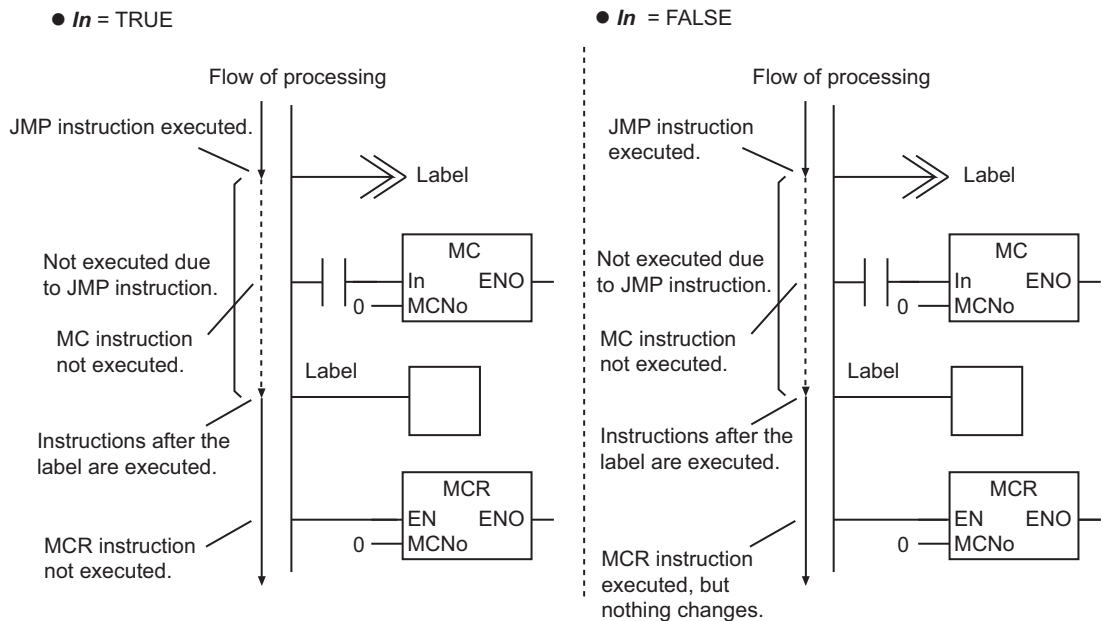 ● In = TRUE
Flow of processing
JMP instruction executed.
Label
Not executed due
to JMP instruction.
MC
In ENO
0 MCNo
MC instruction
not executed.
Label
Instructions after the
label are executed.
MCR
EN ENO
0 MCNo
MCR instruction
not executed.
● In = FALSE
Flow of processing
JMP instruction
executed.
Label
Not executed due
to JMP instruction.
MC
In ENO
0 MCNo
MC instruction
not executed.
Label
Instructions after the
label are executed.
MCR
EN ENO
0 MCNo
MCR instruction
executed, but
nothing changes.